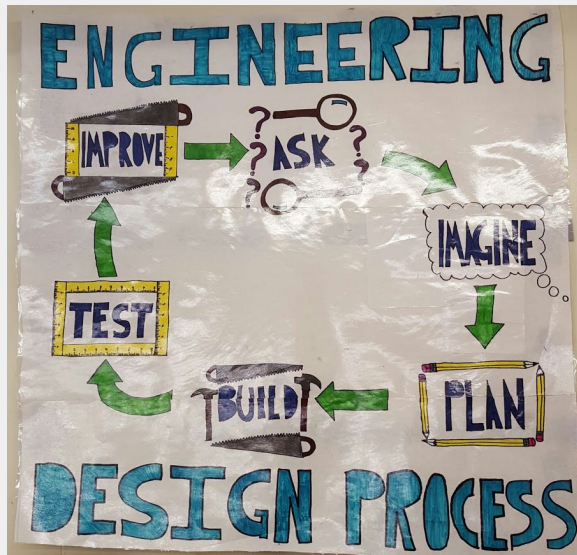 ENGINEERING
IMPROVE
ASK
IMAGINE
PLAN
BUILD
TEST
DESIGN PROCESS